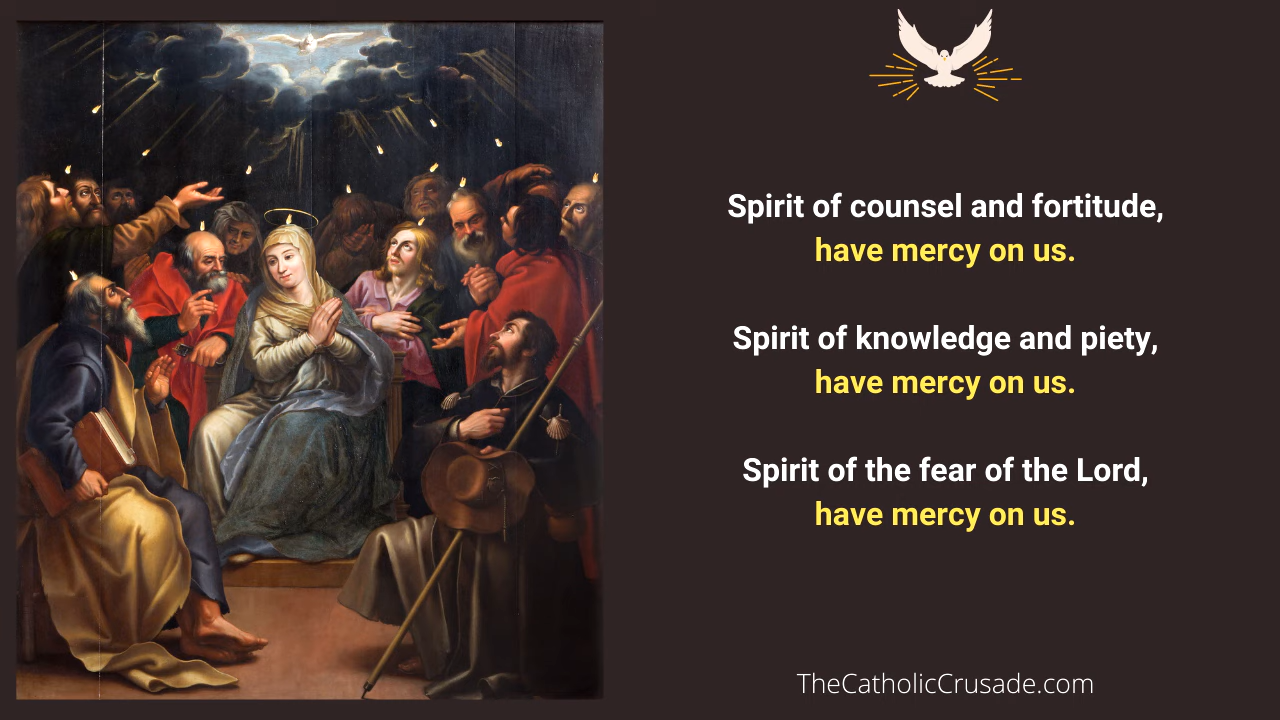 Spirit of counsel and fortitude,
have mercy on us.
Spirit of knowledge and piety,
have mercy on us.
Spirit of the fear of the Lord,
have mercy on us.
TheCatholicCrusade.com